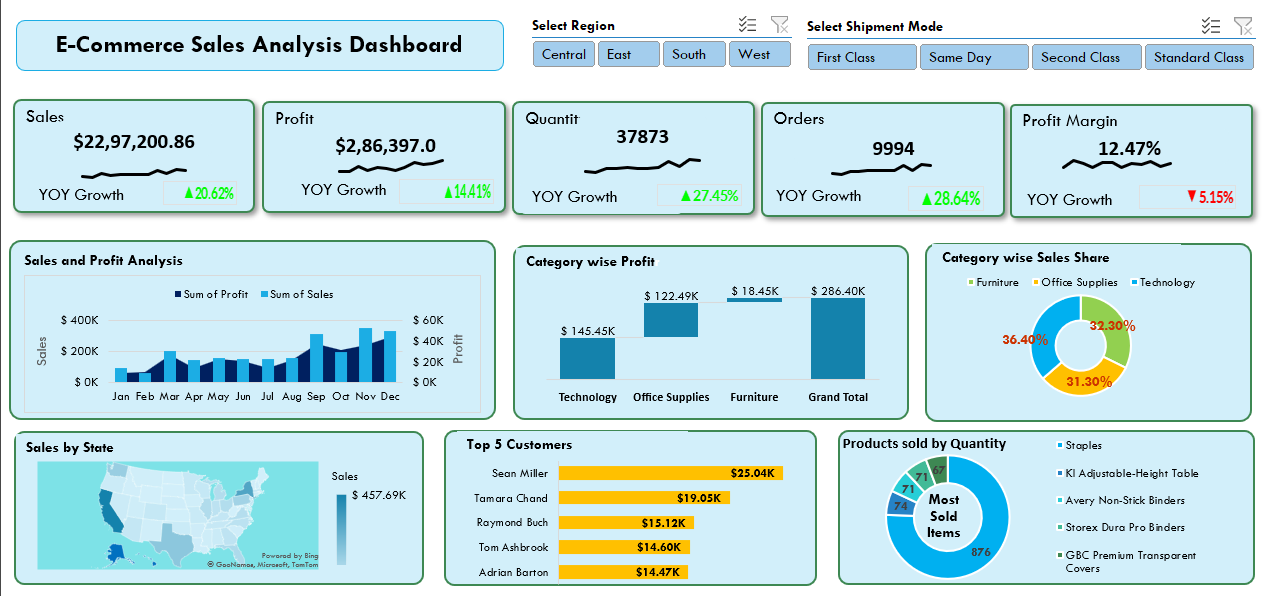 E-Commerce Sales Analysis Dashboard
Select Region
Central East South West
Select Shipment Mode
First Class Same Day Second Class Standard Class
Sales
$22,97,200.86
YOY Growth ▲20.62%
Profit
$2,86,397.0
YOY Growth ▲14.41%
Quantit
37873
YOY Growth ▲27.45%
Orders
9994
YOY Growth ▲28.64%
Profit Margin
12.47%
YOY Growth ▼5.15%
Sales and Profit Analysis
Sum of Profit Sum of Sales
$ 400K $ 60K
$ 40K
$ 200K
$ 20K
$ 0K $ 0K
Sales
Profit
Jan Feb Mar Apr May Jun Jul Aug Sep Oct Nov Dec
Category wise Profit
$ 145.45K $ 122.49K $ 18.45K $ 286.40K
Technology Office Supplies Furniture Grand Total
Category wise Sales Share
Furniture Office Supplies Technology
32.30%
36.40%
31.30%
Sales by State
Sales
$ 457.69K
Powered by Bing
© GeoNames, Microsoft, TomTom
Top 5 Customers
Sean Miller $25.04K
Tamara Chand $19.05K
Raymond Buch $15.12K
Tom Ashbrook $14.60K
Adrian Barton $14.47K
Products sold by Quantity
Most
Sold
Items
67
71
71
74
876
Staples
KI Adjustable-Height Table
Avery Non-Stick Binders
Storex Dura Pro Binders
GBC Premium Transparent
Covers